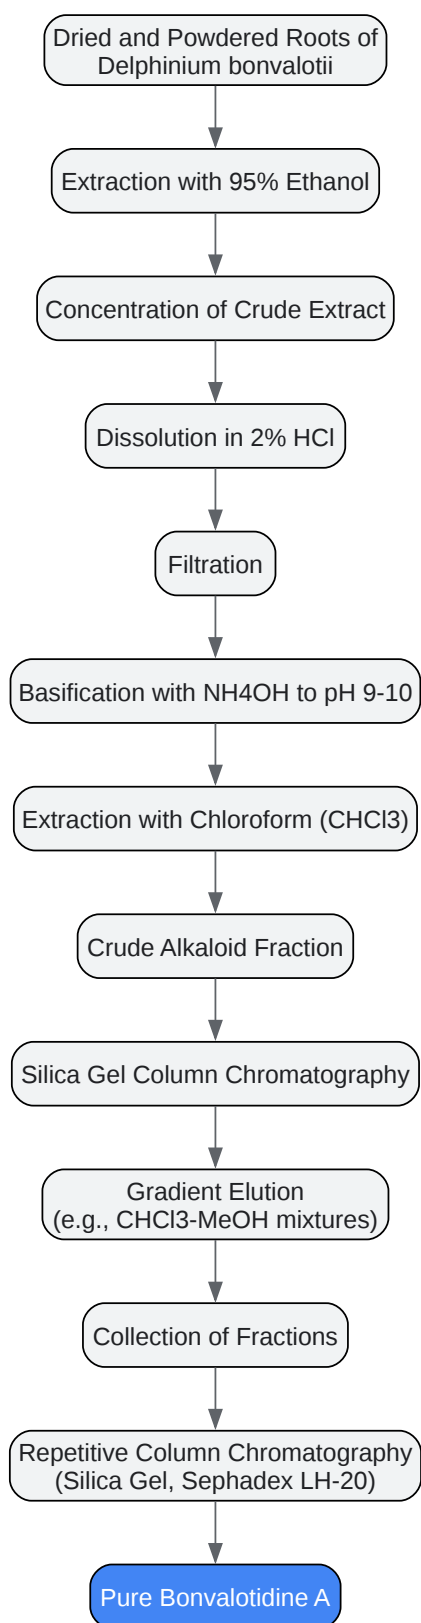 Dried and Powdered Roots of
Delphinium bonvalotii
Extraction with 95% Ethanol
Concentration of Crude Extract
Dissolution in 2% HCl
Filtration
Basification with NH4OH to pH 9-10
Extraction with Chloroform (CHCl3)
Crude Alkaloid Fraction
Silica Gel Column Chromatography
Gradient Elution
(e.g., CHCl3-MeOH mixtures)
Collection of Fractions
Repetitive Column Chromatography
(Silica Gel, Sephadex LH-20)
Pure Bonvalotidine A